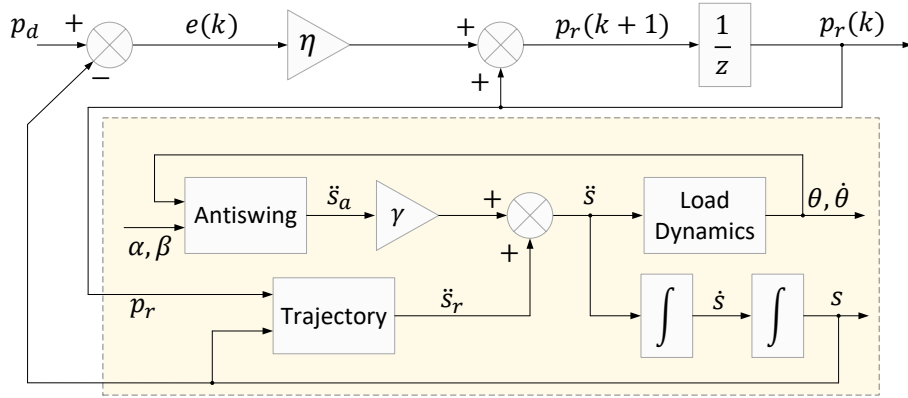 p_d + − e(k) η + + p_r(k + 1) 1/z p_r(k)
Antiswing s̈_a γ + + s̈ Load Dynamics θ, θ̇
α, β
p_r Trajectory s̈_r ∫ ṡ ∫ s